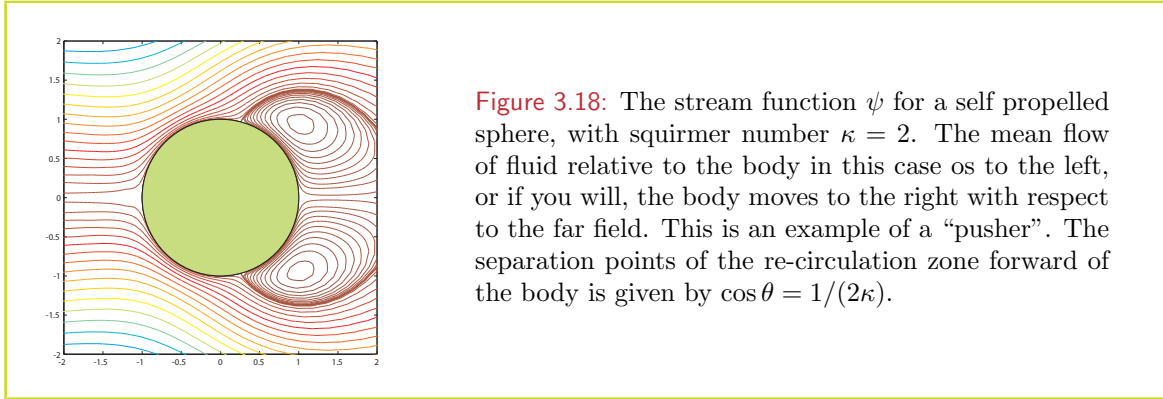 2
1.5
1
0.5
0
-0.5
-1
-1.5
-2
-2 -1.5 -1 -0.5 0 0.5 1 1.5 2
Figure 3.18: The stream function ψ for a self propelled
sphere, with squirmer number κ = 2. The mean flow
of fluid relative to the body in this case os to the left,
or if you will, the body moves to the right with respect
to the far field. This is an example of a “pusher”. The
separation points of the re-circulation zone forward of
the body is given by cos θ = 1/(2κ).